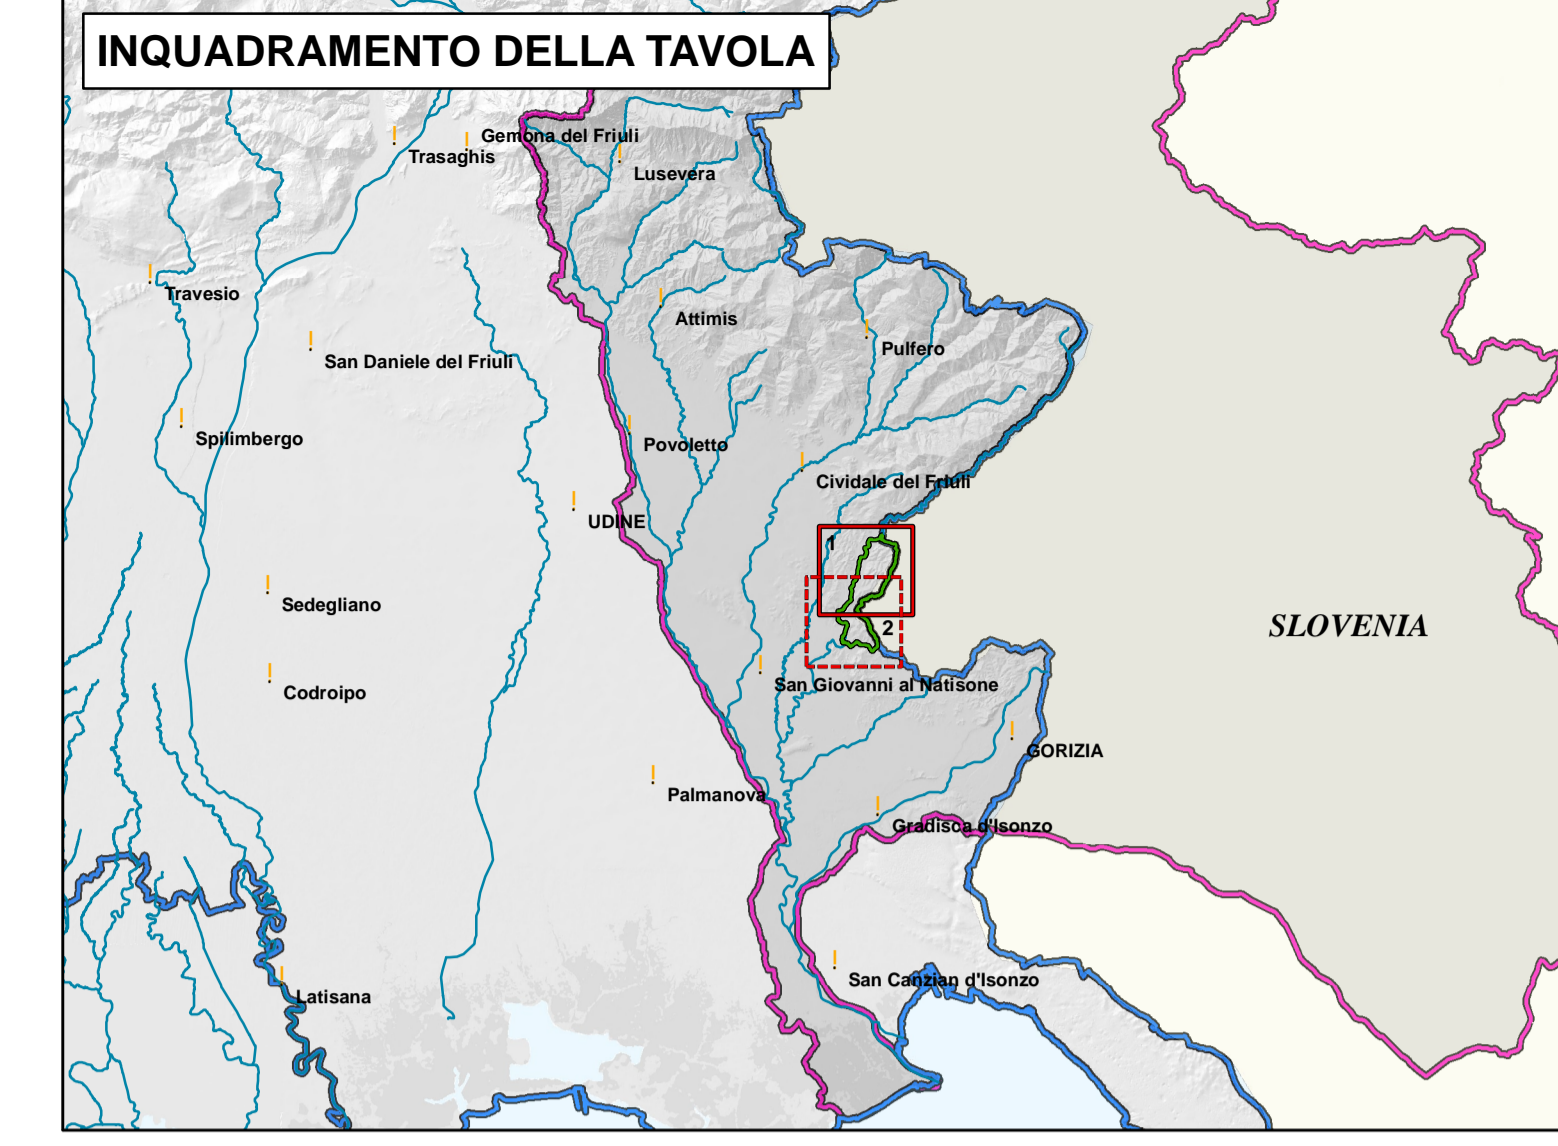 INQUADRAMENTO DELLA TAVOLA
Gemona del Friuli
Trasaghis
Lusevera
Travesio
Attimis
San Daniele del Friuli
Pulfero
Spilimbergo
Povoletto
Cividale del Friuli
UDINE
1
Sedegliano
2
SLOVENIA
San Giovanni al Natisone
Codroipo
GORIZIA
Palmanova
Gradisca d'Isonzo
San Canzian d'Isonzo
Latisana